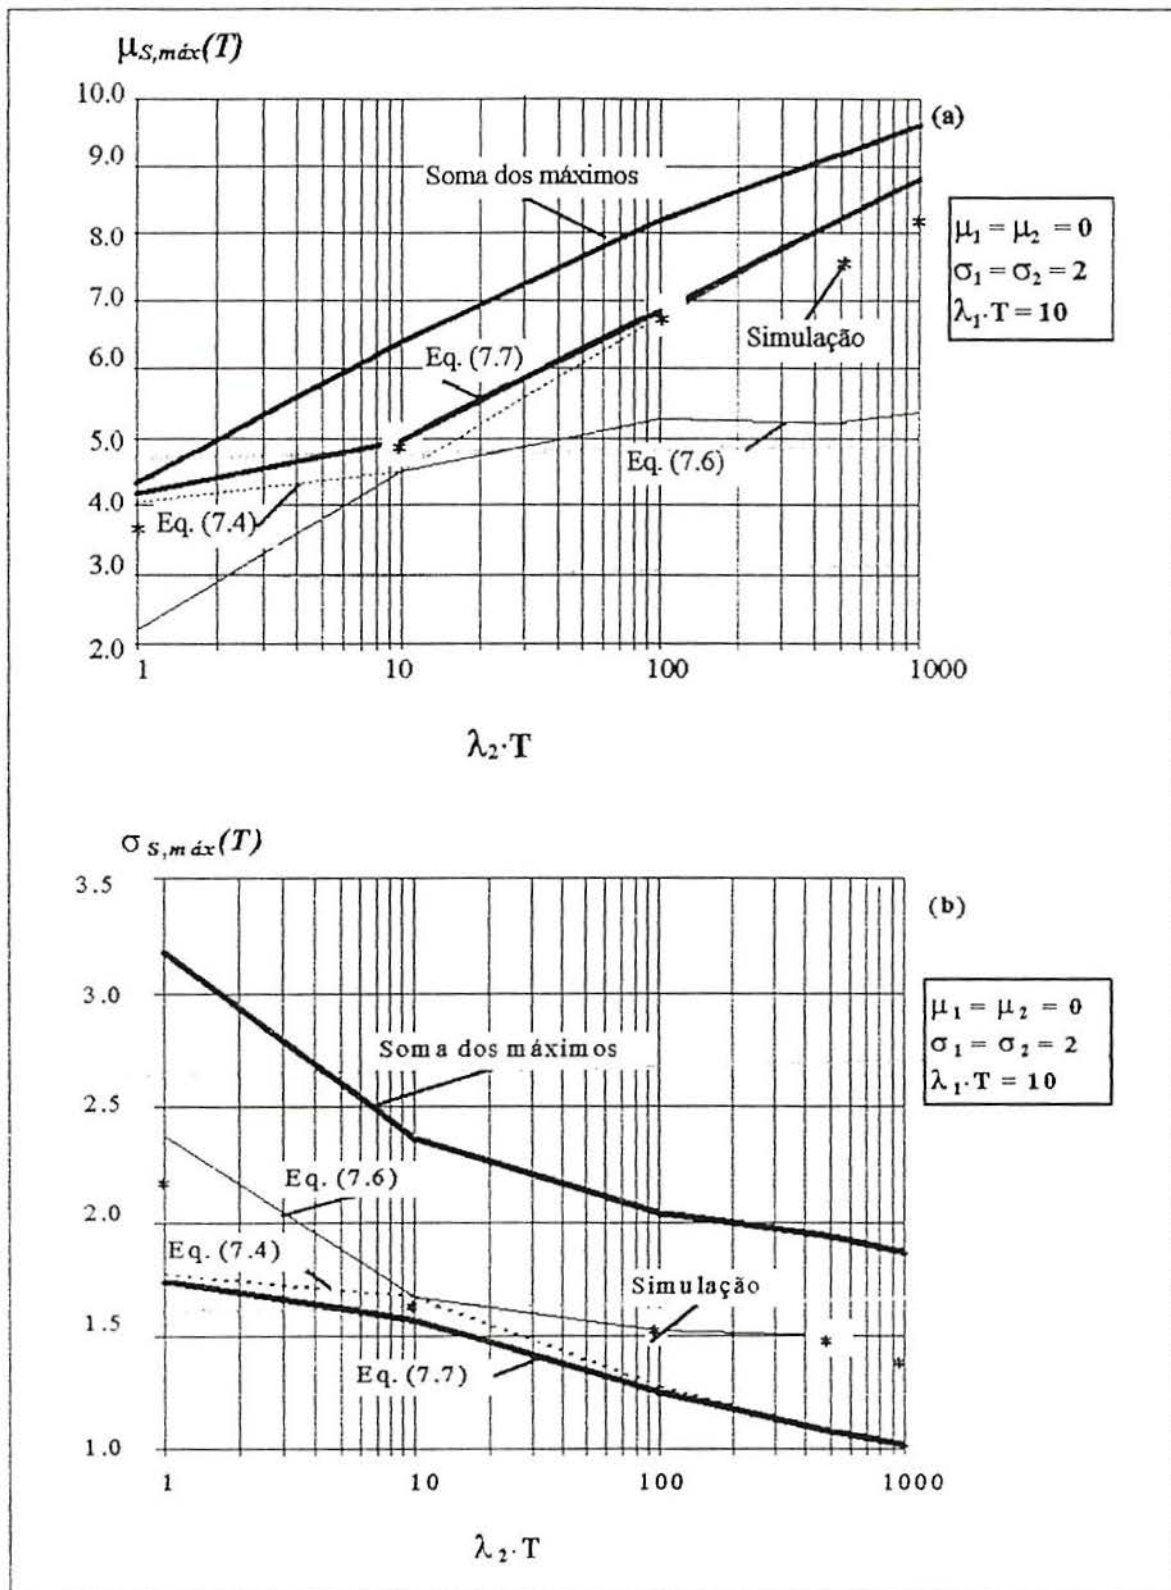 μS,máx(T)
10.0
(a)
9.0
Soma dos máximos
8.0
μ1 = μ2 = 0
σ1 = σ2 = 2
λ1·T = 10
7.0
Simulação
6.0
Eq. (7.7)
5.0
Eq. (7.6)
4.0
* Eq. (7.4)
3.0
2.0
1 10 100 1000
λ2·T
σS,máx(T)
3.5
(b)
3.0
μ1 = μ2 = 0
σ1 = σ2 = 2
λ1·T = 10
Soma dos máximos
2.5
Eq. (7.6)
2.0
Eq. (7.4)
Simulação
1.5
Eq. (7.7)
1.0
1 10 100 1000
λ2·T